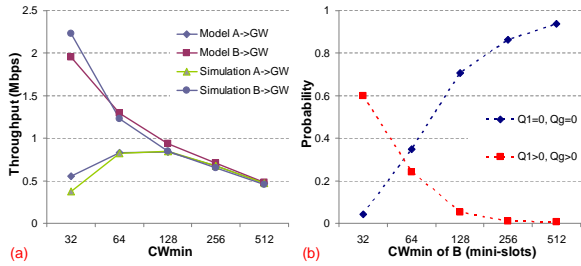 Throughput (Mbps)
2.5
2
1.5
1
0.5
0
32
64
128
256
512
CWmin
Model A->GW
Model B->GW
Simulation A->GW
Simulation B->GW
(a)
Probability
1
0.8
0.6
0.4
0.2
0
32
64
128
256
512
CWmin of B (mini-slots)
Q1=0, Qg=0
Q1>0, Qg>0
(b)